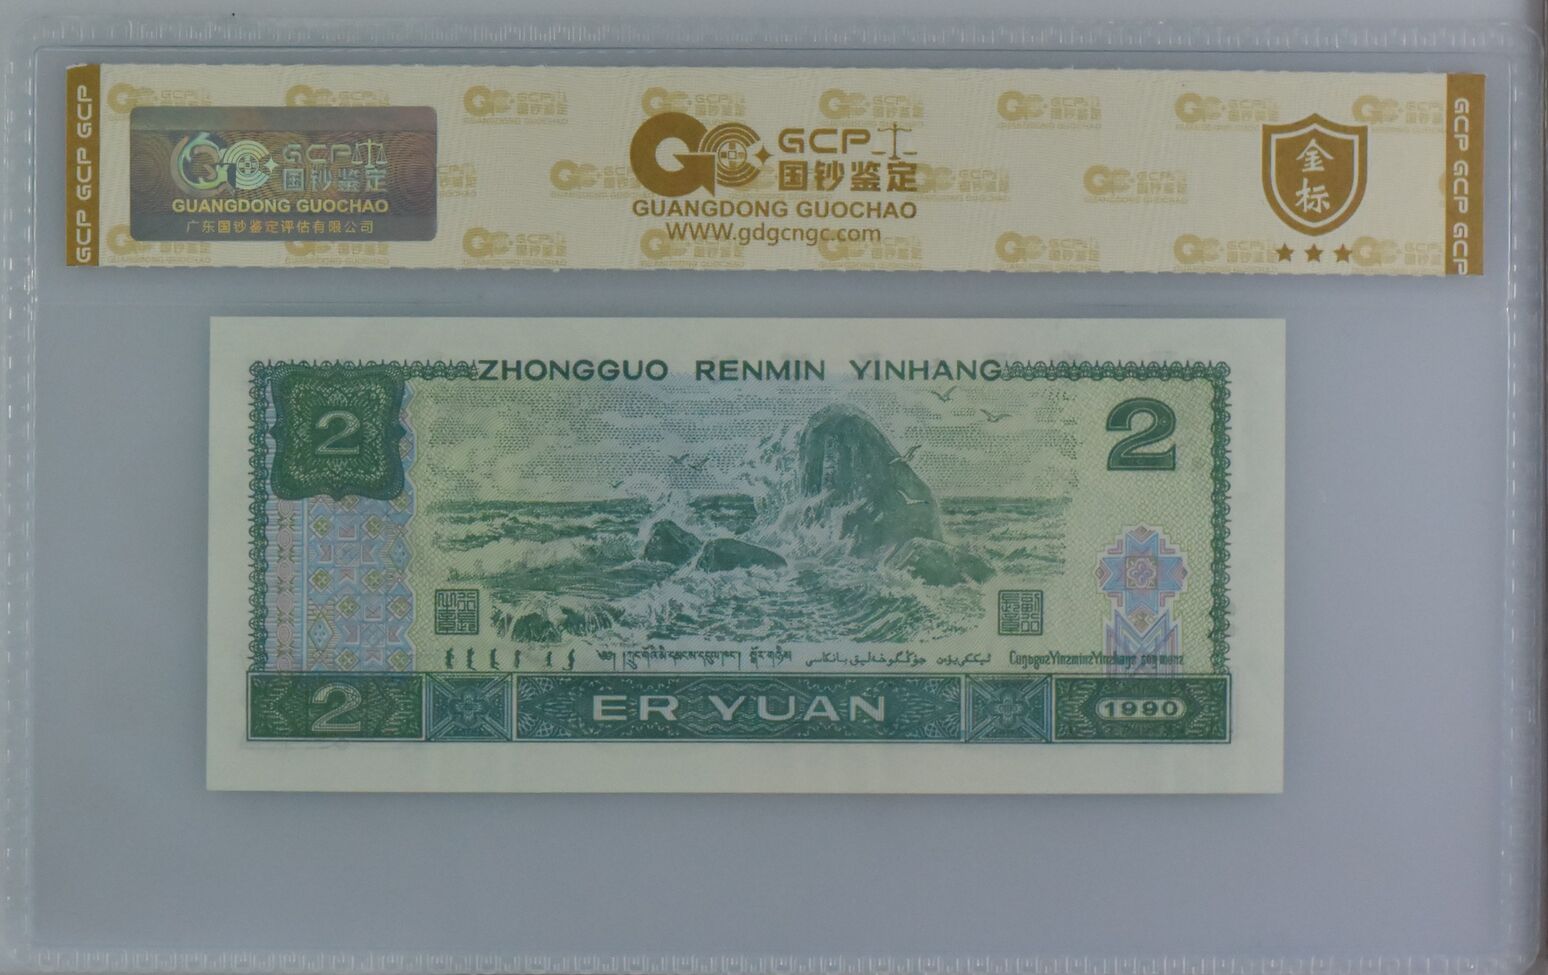 GCP GCP GCP
GCP
国钞鉴定
GUANGDONG GUOCHAO
广东国钞鉴定评估有限公司
GCP
国钞鉴定
GUANGDONG GUOCHAO
WWW.gdgcngc.com
金
标
GCP GCP GCP
ZHONGGUO RENMIN YINHANG
2
2
2
ER YUAN
1990